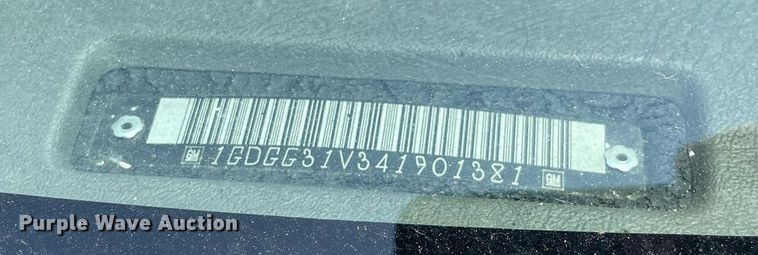 GM 1GDGG31V341901381 GM
Purple Wave Auction